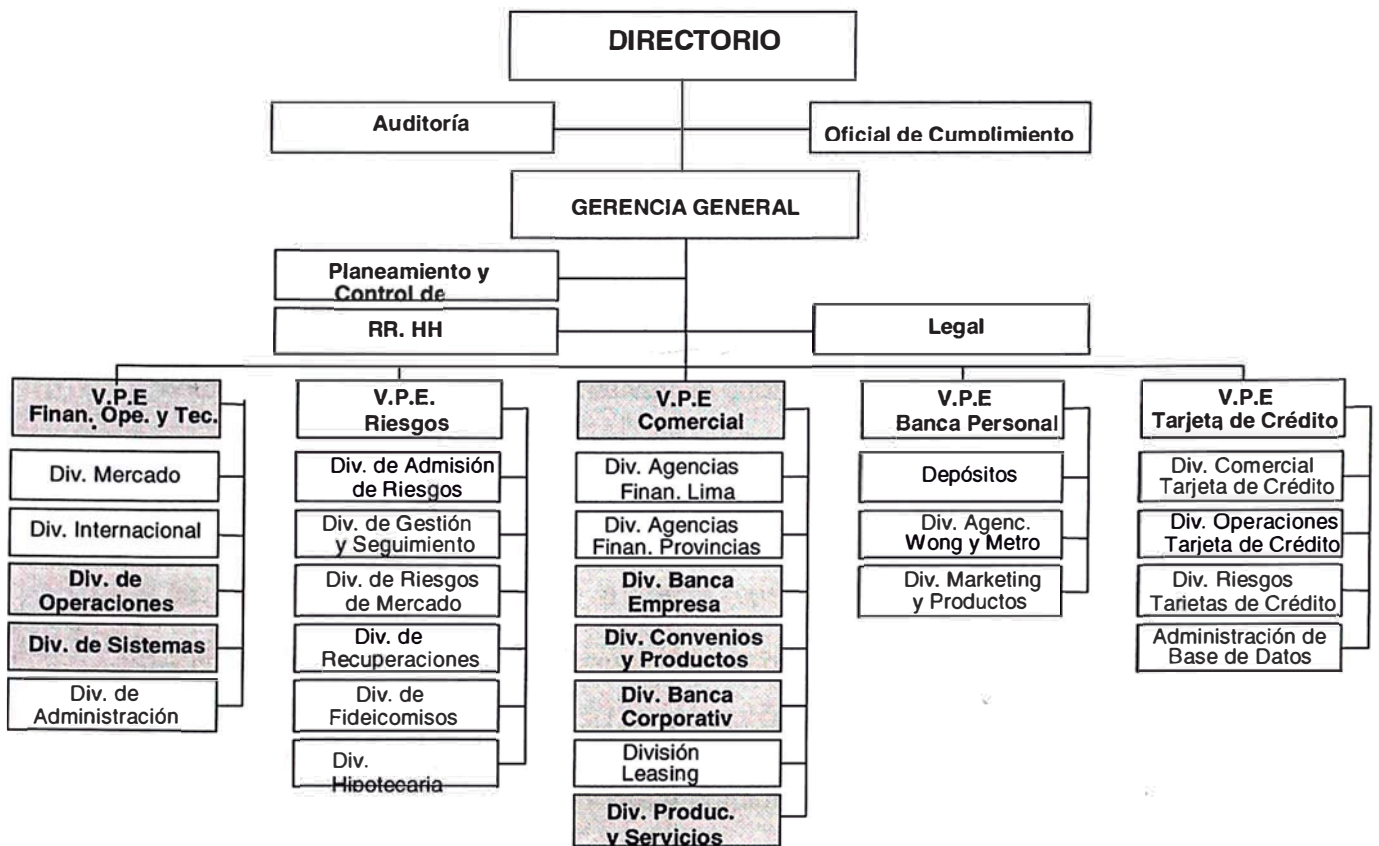 DIRECTORIO
Auditoría
Oficial de Cumplimiento
GERENCIA GENERAL
Planeamiento y
Control de
RR. HH
Legal
V.P.E
Finan. Ope. y Tec.
Div. Mercado
Div. Internacional
Div. de
Operaciones
Div. de Sistemas
Div. de
Administración
V.P.E.
Riesgos
Div. de Admisión
de Riesgos
Div. de Gestión
y Seguimiento
Div. de Riesgos
de Mercado
Div. de
Recuperaciones
Div. de
Fideicomisos
Div.
Hipotecaria
V.P.E
Comercial
Div. Agencias
Finan. Lima
Div. Agencias
Finan. Provincias
Div. Banca
Empresa
Div. Convenios
y Productos
Div. Banca
Corporativ
División
Leasing
Div. Produc.
y Servicios
V.P.E
Banca Personal
Depósitos
Div. Agenc.
Wong y Metro
Div. Marketing
y Productos
V.P.E
Tarjeta de Crédito
Div. Comercial
Tarjeta de Crédito
Div. Operaciones
Tarjeta de Crédito
Div. Riesgos
Tarjetas de Crédito
Administración de
Base de Datos